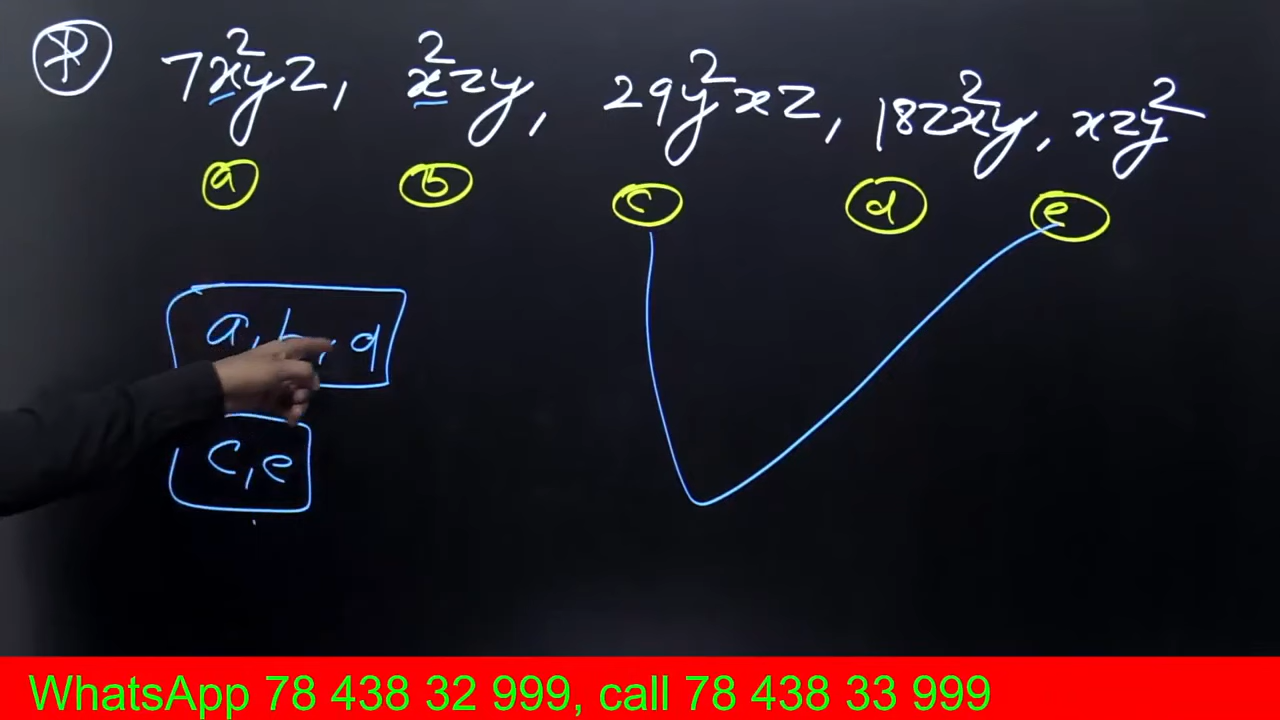 7x²yz, x²zy, 29y²xz, 18zx²y, xzy²
a b c d e
a, b, d
c, e
WhatsApp 78 438 32 999, call 78 438 33 999